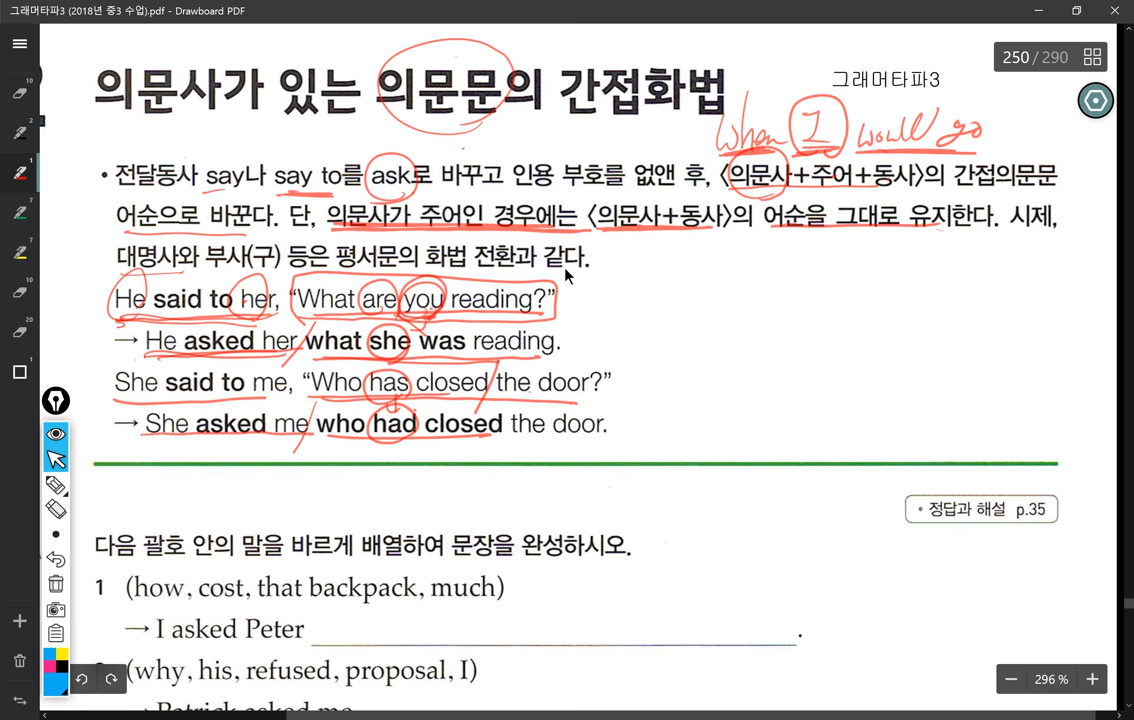 그래머타파3 (2018년 중3 수업).pdf - Drawboard PDF
250 / 290
의문사가 있는 의문문의 간접화법
그래머타파3
When I would go
• 전달동사 say나 say to를 ask로 바꾸고 인용 부호를 없앤 후, 〈의문사+주어+동사〉의 간접의문문
어순으로 바꾼다. 단, 의문사가 주어인 경우에는 〈의문사+동사〉의 어순을 그대로 유지한다. 시제,
대명사와 부사(구) 등은 평서문의 화법 전환과 같다.
He said to her, “What are you reading?”
→ He asked her what she was reading.
She said to me, “Who has closed the door?”
→ She asked me who had closed the door.
• 정답과 해설 p.35
다음 괄호 안의 말을 바르게 배열하여 문장을 완성하시오.
1 (how, cost, that backpack, much)
→ I asked Peter .
(why, his, refused, proposal, I)
→ Patrick asked me
296 %
10
2
1
7
7
10
20
1